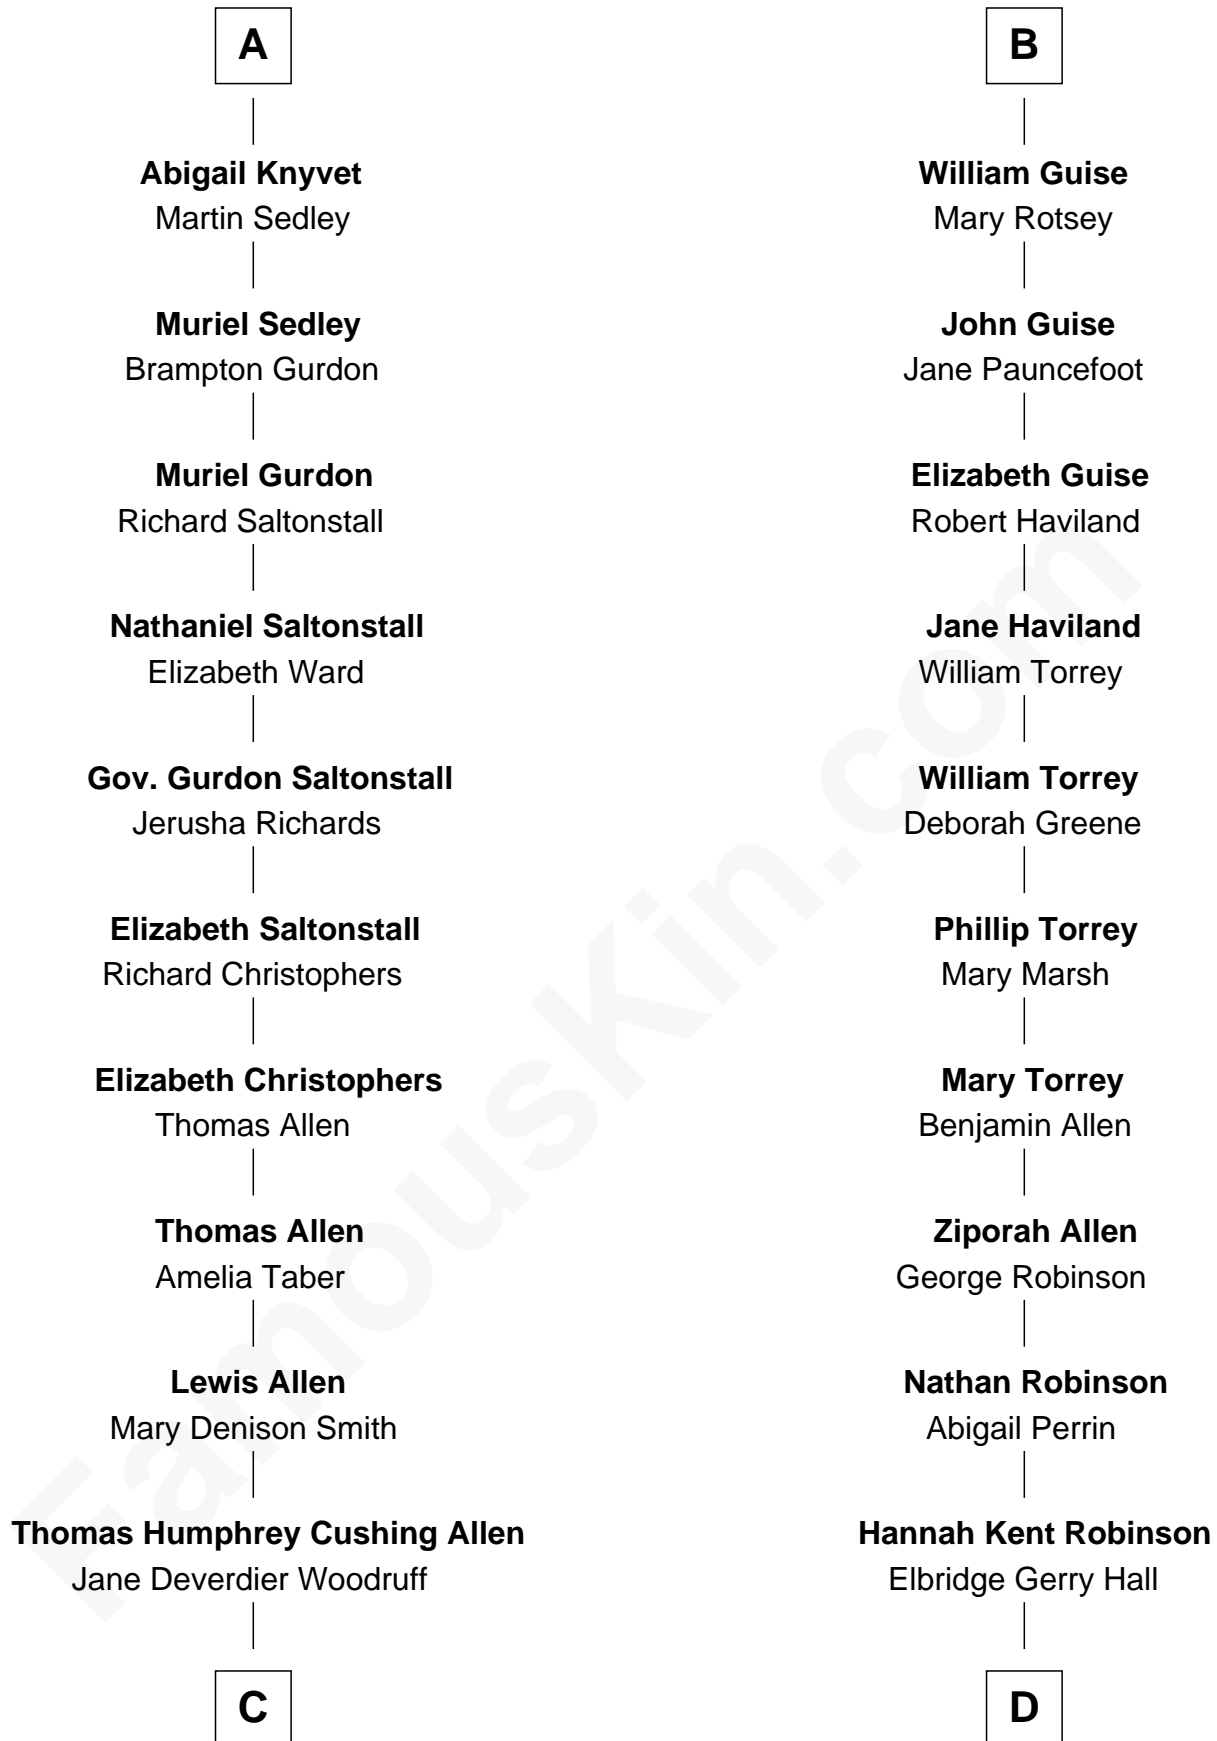 A
Abigail Knyvet
Martin Sedley
Muriel Sedley
Brampton Gurdon
Muriel Gurdon
Richard Saltonstall
Nathaniel Saltonstall
Elizabeth Ward
Gov. Gurdon Saltonstall
Jerusha Richards
Elizabeth Saltonstall
Richard Christophers
Elizabeth Christophers
Thomas Allen
Thomas Allen
Amelia Taber
Lewis Allen
Mary Denison Smith
Thomas Humphrey Cushing Allen
Jane Deverdier Woodruff
C
B
William Guise
Mary Rotsey
John Guise
Jane Pauncefoot
Elizabeth Guise
Robert Haviland
Jane Haviland
William Torrey
William Torrey
Deborah Greene
Phillip Torrey
Mary Marsh
Mary Torrey
Benjamin Allen
Ziporah Allen
George Robinson
Nathan Robinson
Abigail Perrin
Hannah Kent Robinson
Elbridge Gerry Hall
D
FamousKin.com